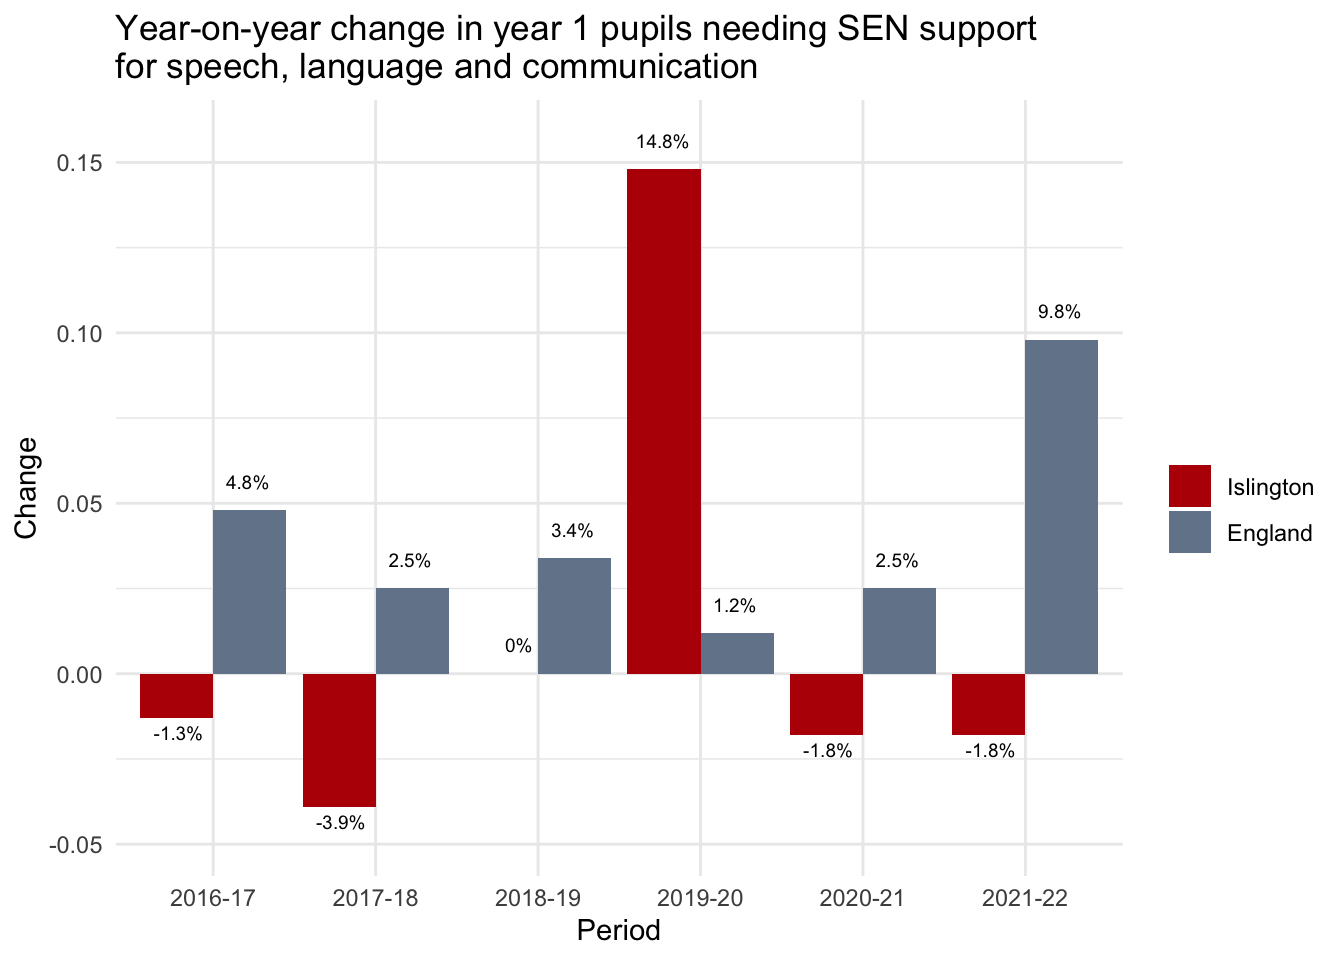 Year-on-year change in year 1 pupils needing SEN support
for speech, language and communication
14.8%
0.15
9.8%
0.10
Change
4.8%
0.05
3.4%
2.5%
2.5%
1.2%
0%
0.00
-1.3%
-1.8%
-1.8%
-3.9%
-0.05
2016-17 2017-18 2018-19 2019-20 2020-21 2021-22
Period
Islington
England